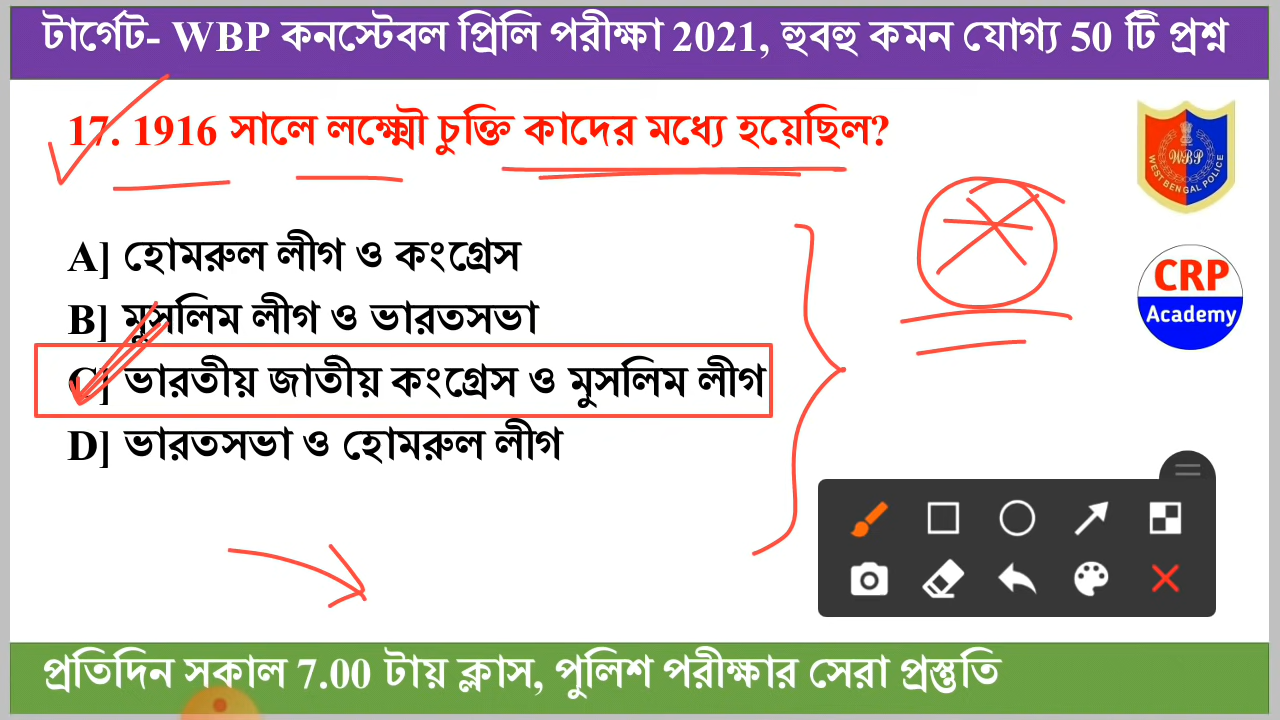 টার্গেট- WBP কনস্টেবল প্রিলি পরীক্ষা 2021, হুবহু কমন যোগ্য 50 টি প্রশ্ন
17. 1916 সালে লক্ষ্ণৌ চুক্তি কাদের মধ্যে হয়েছিল?
A] হোমরুল লীগ ও কংগ্রেস
B] মুসলিম লীগ ও ভারতসভা
C] ভারতীয় জাতীয় কংগ্রেস ও মুসলিম লীগ
D] ভারতসভা ও হোমরুল লীগ
WBP
WEST BENGAL POLICE
CRP
Academy
প্রতিদিন সকাল 7.00 টায় ক্লাস, পুলিশ পরীক্ষার সেরা প্রস্তুতি